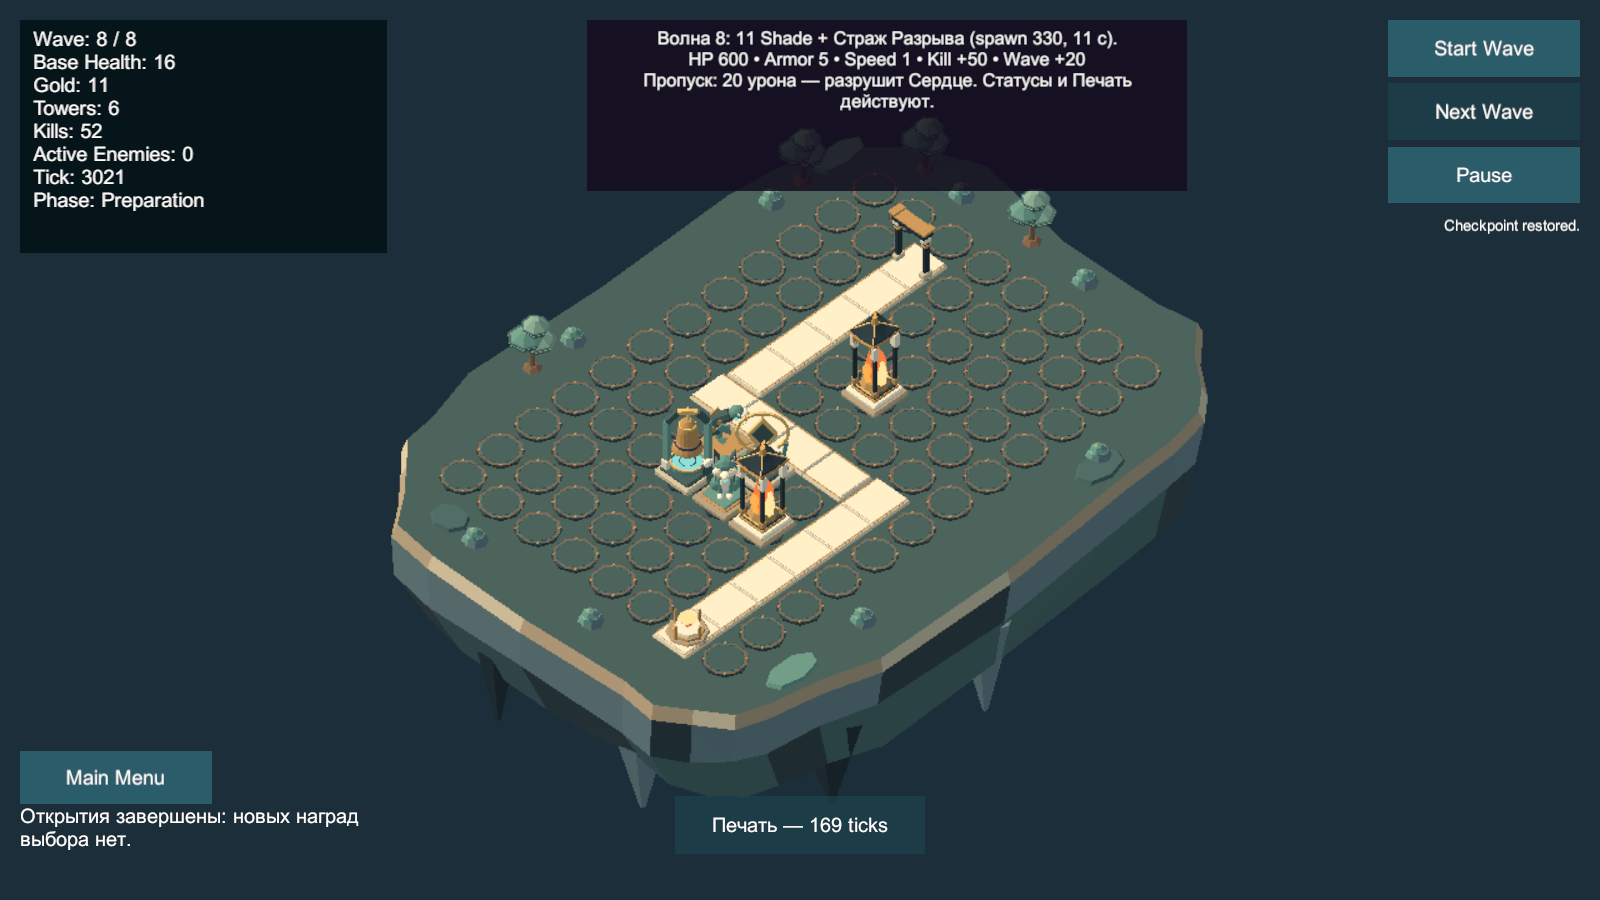 Wave: 8 / 8
Base Health: 16
Gold: 11
Towers: 6
Kills: 52
Active Enemies: 0
Tick: 3021
Phase: Preparation
Волна 8: 11 Shade + Страж Разрыва (spawn 330, 11 с).
HP 600 • Armor 5 • Speed 1 • Kill +50 • Wave +20
Пропуск: 20 урона — разрушит Сердце. Статусы и Печать
действуют.
Start Wave
Next Wave
Pause
Checkpoint restored.
Main Menu
Открытия завершены: новых наград
выбора нет.
Печать — 169 ticks